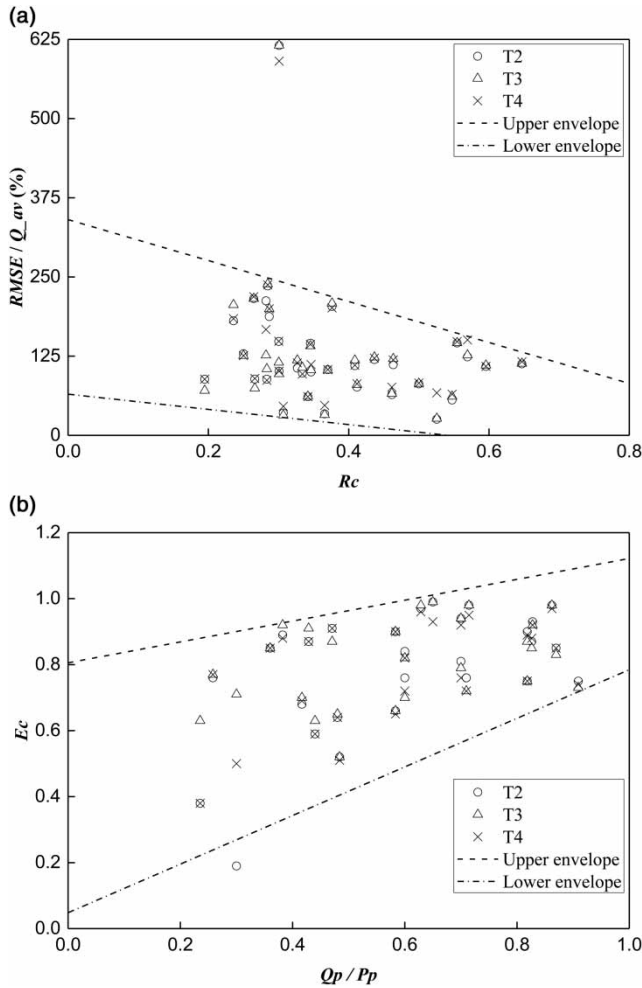 (a)
625
500
375
250
125
0
RMSE / Q_av (%)
T2
T3
T4
Upper envelope
Lower envelope
0.0 0.2 0.4 0.6 0.8
Rc
(b)
1.2
1.0
0.8
0.6
0.4
0.2
0.0
Ec
T2
T3
T4
Upper envelope
Lower envelope
0.0 0.2 0.4 0.6 0.8 1.0
Qp / Pp